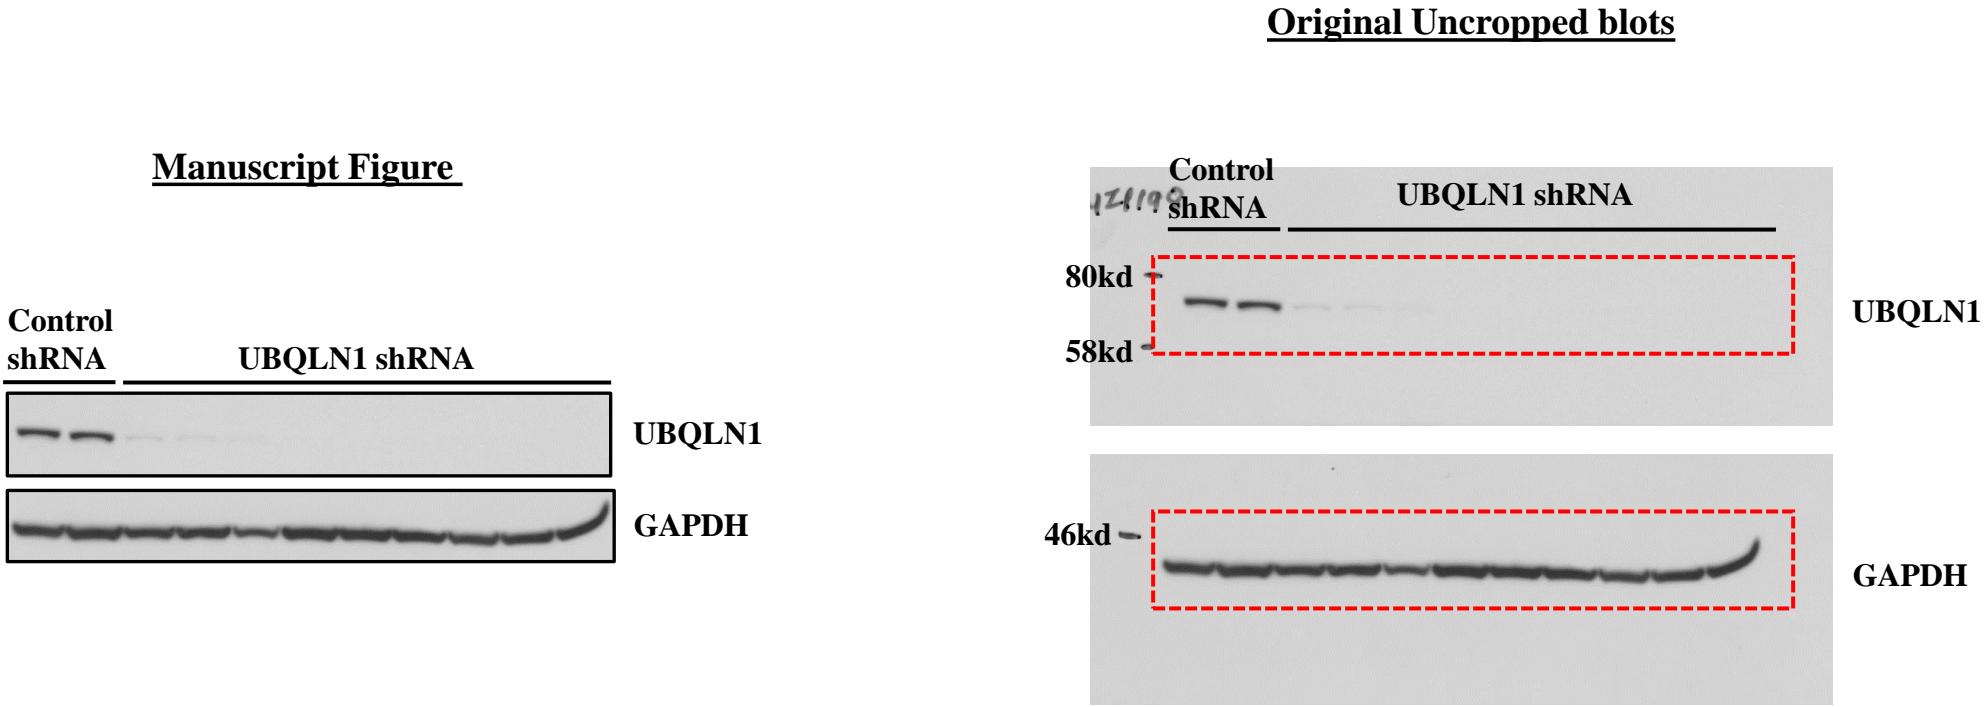 Original Uncropped blots
Manuscript Figure
Control
shRNA
UBQLN1 shRNA
UBQLN1
GAPDH
Control
shRNA
UBQLN1 shRNA
80kd
58kd
UBQLN1
46kd
GAPDH